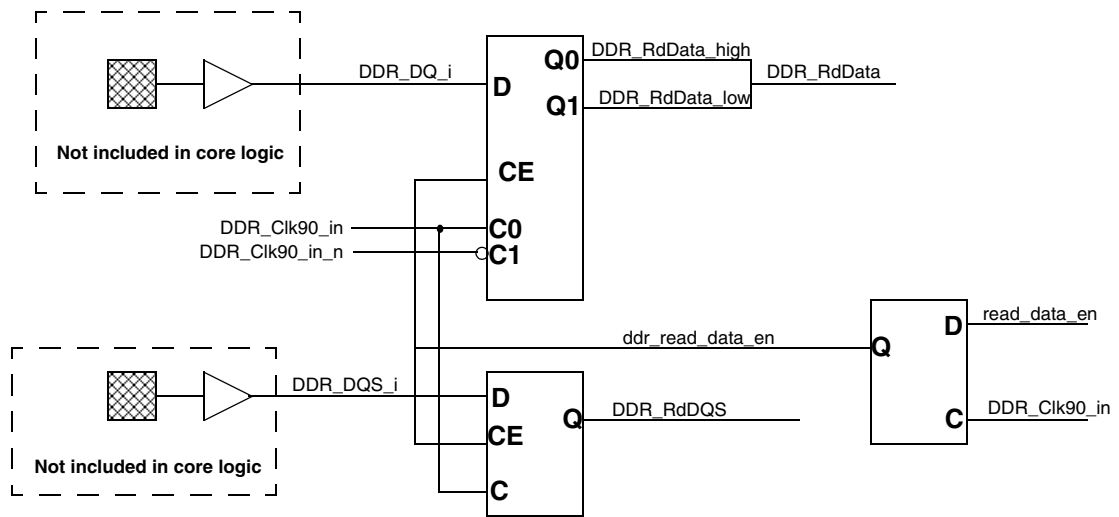 DDR_DQ_i
D
Q0
DDR_RdData_high
DDR_RdData
Q1
DDR_RdData_low
Not included in core logic
CE
DDR_Clk90_in
C0
DDR_Clk90_in_n
C1
ddr_read_data_en
Q
D
read_data_en
C
DDR_Clk90_in
DDR_DQS_i
D
Q
DDR_RdDQS
CE
Not included in core logic
C